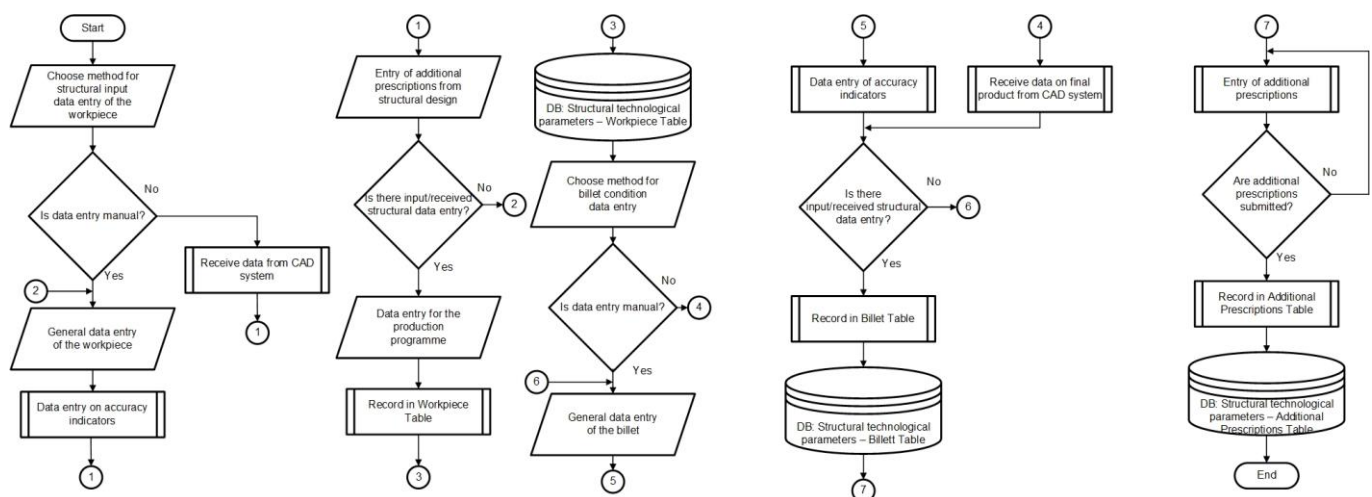 Start
Choose method for
structural input
data entry of the
workpiece
No
Is data entry manual?
Yes
Receive data from CAD
system
1
2
General data entry
of the workpiece
Data entry on accuracy
indicators
1
1
Entry of additional
prescriptions from
structural design
Is there input/received
structural data entry?
No
2
Yes
Data entry for the
production
programme
Record in Workpiece
Table
3
3
DB: Structural technological
parameters – Workpiece Table
Choose method for
billet condition
data entry
No
Is data entry manual?
4
Yes
6
General data entry
of the billet
5
5
Data entry of accuracy
indicators
4
Receive data on final
product from CAD system
Is there
input/received structural
data entry?
No
6
Yes
Record in Billet Table
DB: Structural technological
parameters – Billett Table
7
7
Entry of additional
prescriptions
Are additional
prescriptions
submitted?
No
Yes
Record in Additional
Prescriptions Table
DB: Structural technological
parameters – Additional
Prescriptions Table
End